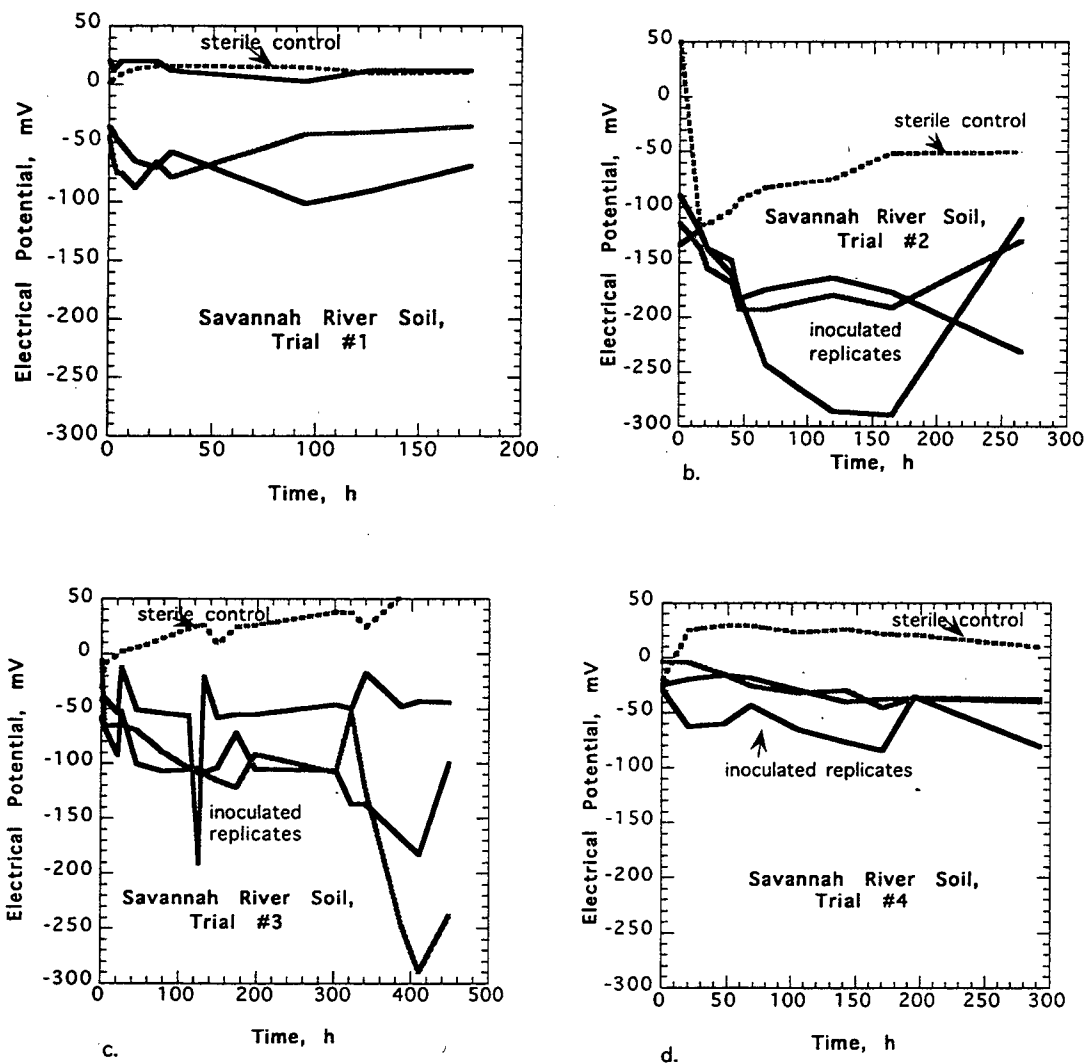 50
0
-50
-100
-150
-200
-250
-300
Electrical Potential, mV
sterile control
Savannah River Soil,
Trial #1
0 50 100 150 200
Time, h
50
0
-50
-100
-150
-200
-250
-300
Electrical Potential, mV
sterile control
Savannah River Soil,
Trial #2
inoculated
replicates
0 50 100 150 200 250 300
Time, h
b.
50
0
-50
-100
-150
-200
-250
-300
Electrical Potential, mV
sterile control
inoculated
replicates
Savannah River Soil,
Trial #3
0 100 200 300 400 500
Time, h
c.
50
0
-50
-100
-150
-200
-250
-300
Electrical Potential, mV
sterile control
inoculated replicates
Savannah River Soil,
Trial #4
0 50 100 150 200 250 300
Time, h
d.